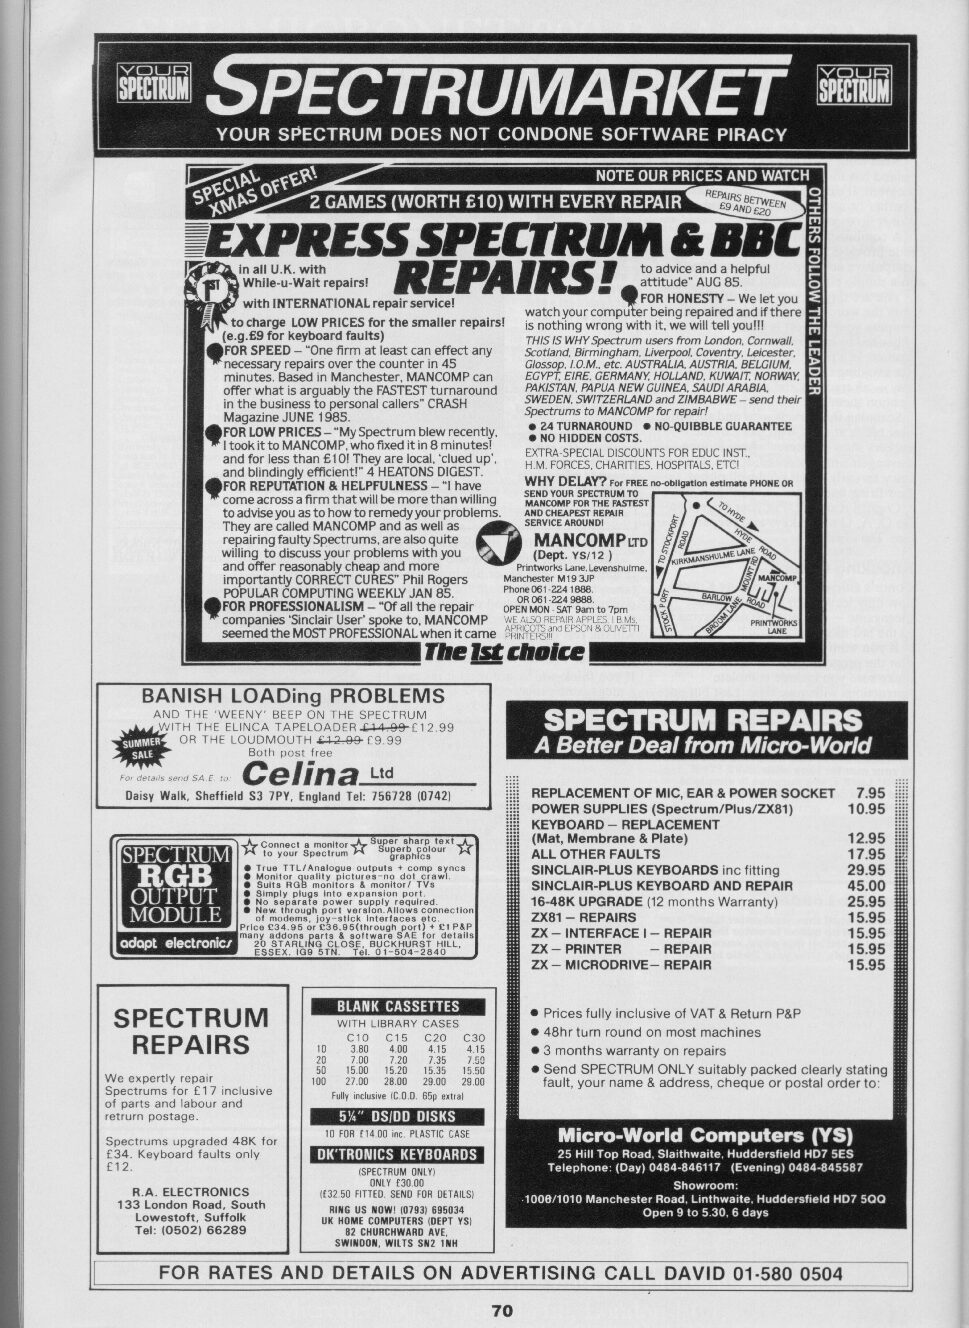 YOUR SPECTRUM
SPECTRUMARKET
YOUR SPECTRUM
YOUR SPECTRUM DOES NOT CONDONE SOFTWARE PIRACY
SPECIAL XMAS OFFER!
NOTE OUR PRICES AND WATCH
OTHERS FOLLOW THE LEADER
2 GAMES (WORTH £10) WITH EVERY REPAIR
REPAIRS BETWEEN £9 AND £20
EXPRESS SPECTRUM & BBC
REPAIRS!
1ST
in all U.K. with
While-u-Wait repairs!
with INTERNATIONAL repair service!
to charge LOW PRICES for the smaller repairs!
(e.g.£9 for keyboard faults)
FOR SPEED – "One firm at least can effect any
necessary repairs over the counter in 45
minutes. Based in Manchester, MANCOMP can
offer what is arguably the FASTEST turnaround
in the business to personal callers" CRASH
Magazine JUNE 1985.
FOR LOW PRICES – "My Spectrum blew recently,
I took it to MANCOMP, who fixed it in 8 minutes!
and for less than £10! They are local, 'clued up',
and blindingly efficient!" 4 HEATONS DIGEST.
FOR REPUTATION & HELPFULNESS – "I have
come across a firm that will be more than willing
to advise you as to how to remedy your problems.
They are called MANCOMP and as well as
repairing faulty Spectrums, are also quite
willing to discuss your problems with you
and offer reasonably cheap and more
importantly CORRECT CURES" Phil Rogers
POPULAR COMPUTING WEEKLY JAN 85.
FOR PROFESSIONALISM – "Of all the repair
companies 'Sinclair User' spoke to, MANCOMP
seemed the MOST PROFESSIONAL when it came
to advice and a helpful
attitude" AUG 85.
FOR HONESTY – We let you
watch your computer being repaired and if there
is nothing wrong with it, we will tell you!!!
THIS IS WHY Spectrum users from London, Cornwall,
Scotland, Birmingham, Liverpool, Coventry, Leicester,
Glossop, I.O.M., etc. AUSTRALIA, AUSTRIA, BELGIUM,
EGYPT, EIRE, GERMANY, HOLLAND, KUWAIT, NORWAY,
PAKISTAN, PAPUA NEW GUINEA, SAUDI ARABIA,
SWEDEN, SWITZERLAND and ZIMBABWE – send their
Spectrums to MANCOMP for repair!
● 24 TURNAROUND ● NO-QUIBBLE GUARANTEE
● NO HIDDEN COSTS.
EXTRA-SPECIAL DISCOUNTS FOR EDUC INST.,
H.M. FORCES, CHARITIES, HOSPITALS, ETC!
WHY DELAY? For FREE no-obligation estimate PHONE OR
SEND YOUR SPECTRUM TO
MANCOMP FOR THE FASTEST
AND CHEAPEST REPAIR
SERVICE AROUND!
MANCOMP LTD
(Dept. YS/12 )
Printworks Lane, Levenshulme,
Manchester M19 3JP
Phone 061-224 1888.
OR 061-224 9888.
OPEN MON - SAT 9am to 7pm
WE ALSO REPAIR APPLES, I.B.Ms,
APRICOTS and EPSON & OLIVETTI
PRINTERS!!!
TO STOCKPORT
ROAD
TO HYDE
HYDE ROAD
KIRKMANSHULME LANE
MOUNT RD
MANCOMP
BARLOW ROAD
BROOM LANE
STOCKPORT
PRINTWORKS LANE
The 1st choice
BANISH LOADing PROBLEMS
AND THE 'WEENY' BEEP ON THE SPECTRUM
WITH THE ELINCA TAPELOADER £14.99 £12.99
OR THE LOUDMOUTH £12.99 £9.99
Both post free
SUMMER SALE
For details send S.A.E. to:
Celina Ltd
Daisy Walk, Sheffield S3 7PY, England Tel: 756728 (0742)
SPECTRUM
RGB
OUTPUT
MODULE
adapt electronics
Connect a monitor
to your Spectrum
Super sharp text
Superb colour
graphics
● True TTL/Analogue outputs + comp syncs
● Monitor quality pictures-no dot crawl.
● Suits RGB monitors & monitor/ TVs
● Simply plugs into expansion port.
● No separate power supply required.
● New through port version. Allows connection
of modems, joy-stick interfaces etc.
Price £34.95 or £36.95(through port) + £1 P&P
many addons parts & software SAE for details
20 STARLING CLOSE, BUCKHURST HILL,
ESSEX. IG9 5TN. Tel. 01-504-2840
SPECTRUM
REPAIRS
We expertly repair
Spectrums for £17 inclusive
of parts and labour and
retrurn postage.
Spectrums upgraded 48K for
£34. Keyboard faults only
£12.
R.A. ELECTRONICS
133 London Road, South
Lowestoft, Suffolk
Tel: (0502) 66289
BLANK CASSETTES
WITH LIBRARY CASES
C10 C15 C20 C30
10 3.80 4.00 4.15 4.15
20 7.00 7.20 7.35 7.50
50 15.00 15.20 15.35 15.50
100 27.00 28.00 29.00 29.00
Fully inclusive (C.O.D. 65p extra)
5¼" DS/DD DISKS
10 FOR £14.00 inc. PLASTIC CASE
DK'TRONICS KEYBOARDS
(SPECTRUM ONLY)
ONLY £30.00
(£32.50 FITTED. SEND FOR DETAILS)
RING US NOW! (0793) 695034
UK HOME COMPUTERS (DEPT YS)
82 CHURCHWARD AVE,
SWINDON, WILTS SN2 1NH
SPECTRUM REPAIRS
A Better Deal from Micro-World
REPLACEMENT OF MIC, EAR & POWER SOCKET 7.95
POWER SUPPLIES (Spectrum/Plus/ZX81) 10.95
KEYBOARD – REPLACEMENT
(Mat, Membrane & Plate) 12.95
ALL OTHER FAULTS 17.95
SINCLAIR-PLUS KEYBOARDS inc fitting 29.95
SINCLAIR-PLUS KEYBOARD AND REPAIR 45.00
16-48K UPGRADE (12 months Warranty) 25.95
ZX81 – REPAIRS 15.95
ZX – INTERFACE I – REPAIR 15.95
ZX – PRINTER – REPAIR 15.95
ZX – MICRODRIVE – REPAIR 15.95
● Prices fully inclusive of VAT & Return P&P
● 48hr turn round on most machines
● 3 months warranty on repairs
● Send SPECTRUM ONLY suitably packed clearly stating
fault, your name & address, cheque or postal order to:
Micro-World Computers (YS)
25 Hill Top Road, Slaithwaite, Huddersfield HD7 5ES
Telephone: (Day) 0484-846117 (Evening) 0484-845587
Showroom:
1006/1010 Manchester Road, Linthwaite, Huddersfield HD7 5QQ
Open 9 to 5.30, 6 days
FOR RATES AND DETAILS ON ADVERTISING CALL DAVID 01-580 0504
70